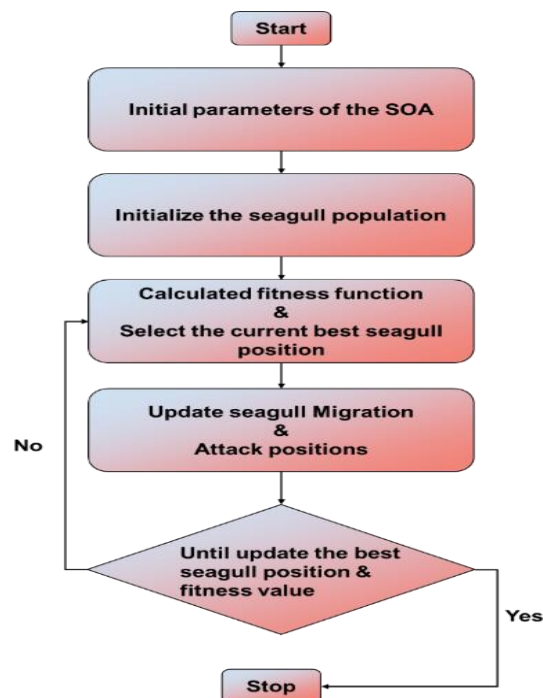 Start
Initial parameters of the SOA
Initialize the seagull population
Calculated fitness function
&
Select the current best seagull
position
Update seagull Migration
&
Attack positions
No
Until update the best
seagull position &
fitness value
Yes
Stop